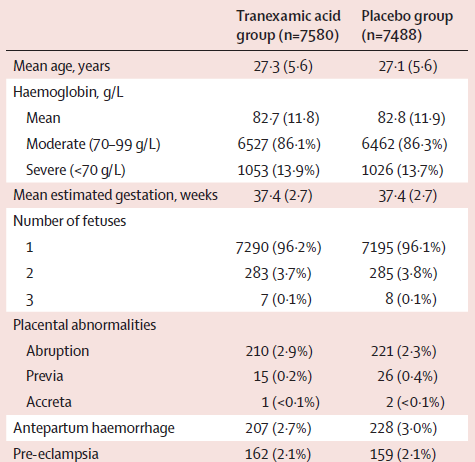 Tranexamic acid group (n=7580) Placebo group (n=7488)
Mean age, years 27·3 (5·6) 27·1 (5·6)
Haemoglobin, g/L
Mean 82·7 (11·8) 82·8 (11·9)
Moderate (70–99 g/L) 6527 (86·1%) 6462 (86·3%)
Severe (<70 g/L) 1053 (13·9%) 1026 (13·7%)
Mean estimated gestation, weeks 37·4 (2·7) 37·4 (2·7)
Number of fetuses
1 7290 (96·2%) 7195 (96·1%)
2 283 (3·7%) 285 (3·8%)
3 7 (0·1%) 8 (0·1%)
Placental abnormalities
Abruption 210 (2·9%) 221 (2·3%)
Previa 15 (0·2%) 26 (0·4%)
Accreta 1 (<0·1%) 2 (<0·1%)
Antepartum haemorrhage 207 (2·7%) 228 (3·0%)
Pre-eclampsia 162 (2·1%) 159 (2·1%)